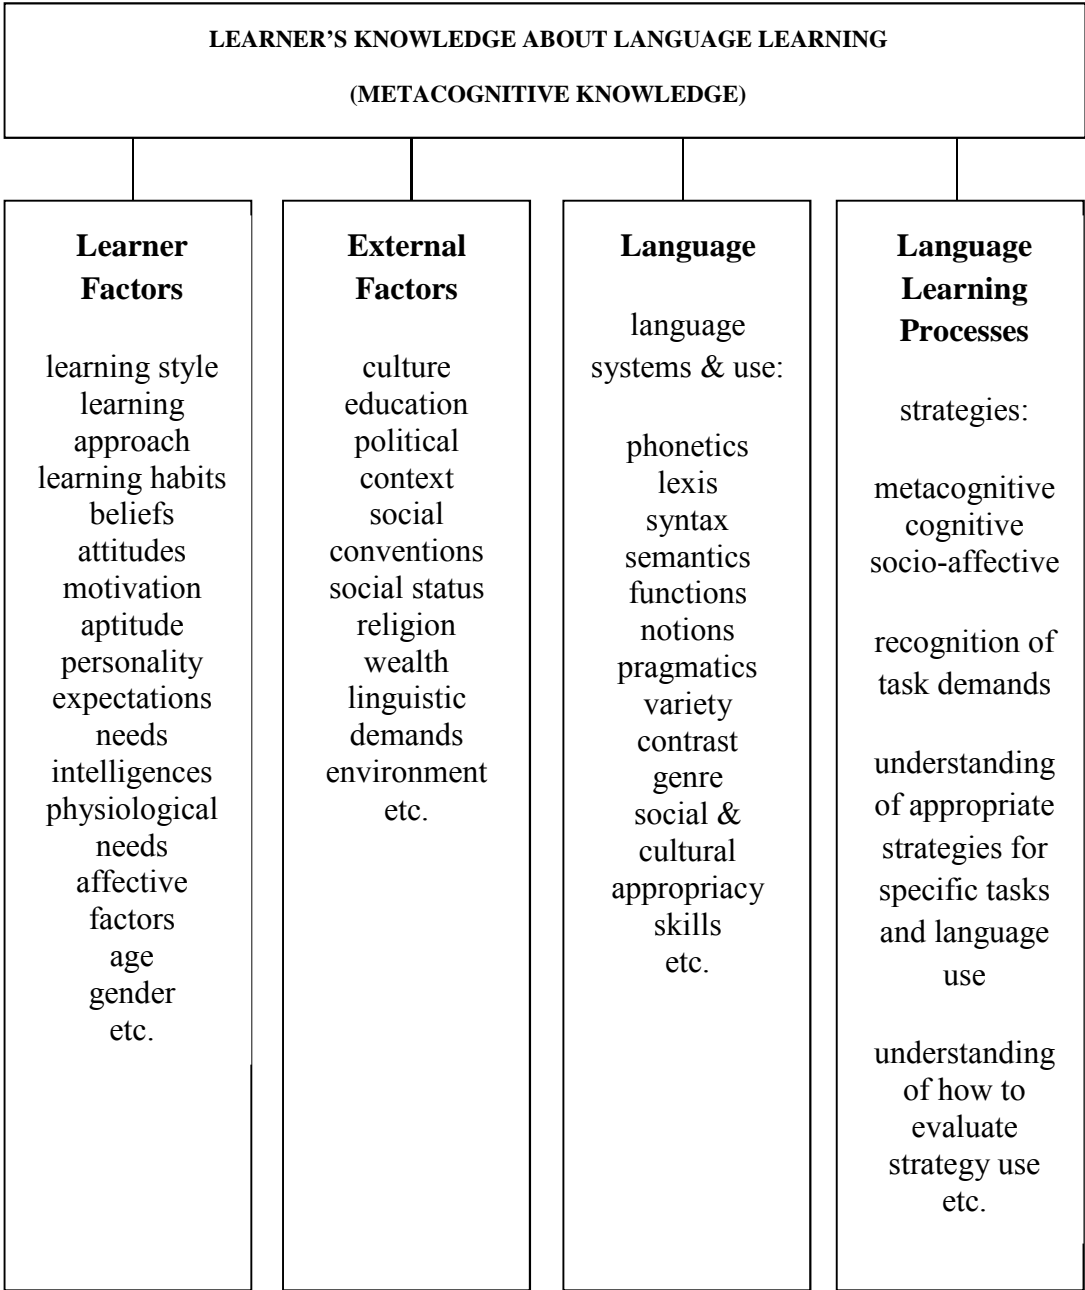 LEARNER’S KNOWLEDGE ABOUT LANGUAGE LEARNING
(METACOGNITIVE KNOWLEDGE)
Learner
Factors
learning style
learning
approach
learning habits
beliefs
attitudes
motivation
aptitude
personality
expectations
needs
intelligences
physiological
needs
affective
factors
age
gender
etc.
External
Factors
culture
education
political
context
social
conventions
social status
religion
wealth
linguistic
demands
environment
etc.
Language
language
systems & use:
phonetics
lexis
syntax
semantics
functions
notions
pragmatics
variety
contrast
genre
social &
cultural
appropriacy
skills
etc.
Language
Learning
Processes
strategies:
metacognitive
cognitive
socio-affective
recognition of
task demands
understanding
of appropriate
strategies for
specific tasks
and language
use
understanding
of how to
evaluate
strategy use
etc.